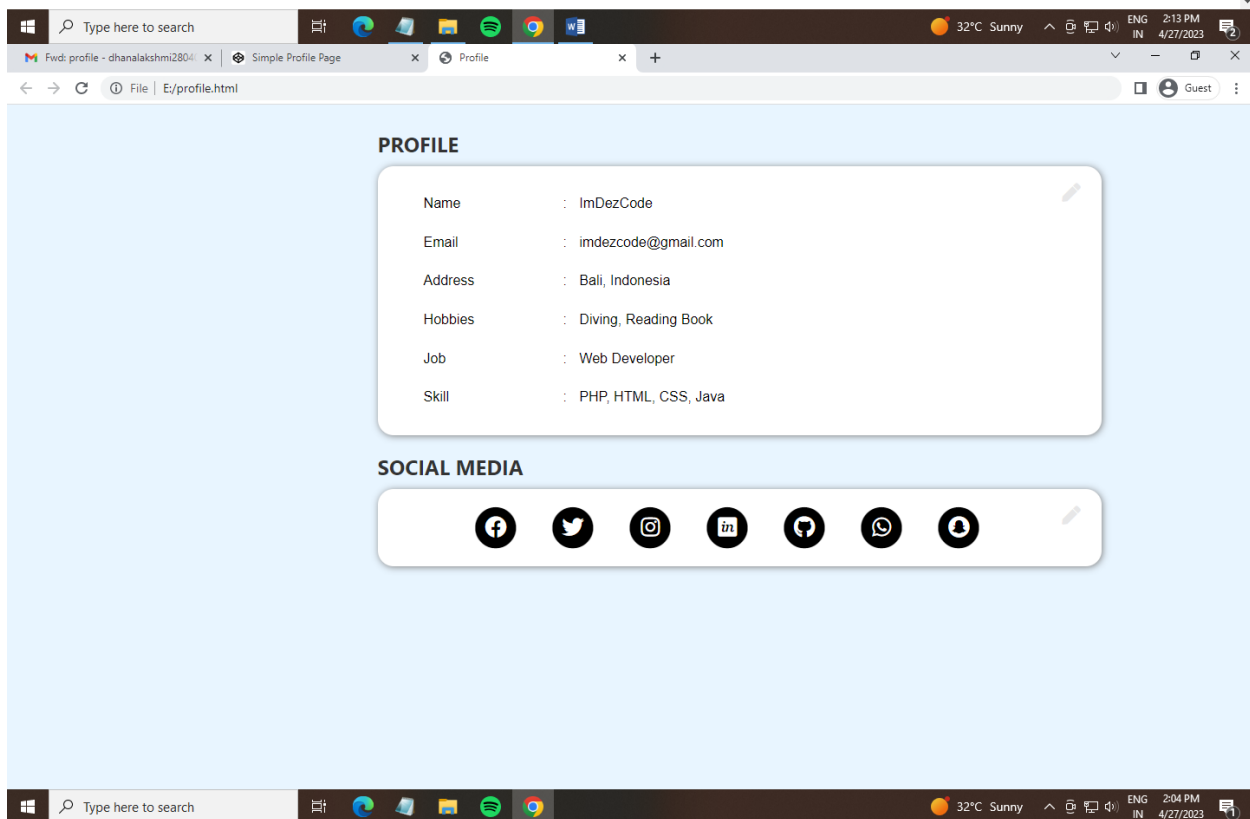 Type here to search 32°C Sunny ENG 2:13 PM
IN 4/27/2023 2
Fwd: profile - dhanalakshmi2804 Simple Profile Page Profile
File E:/profile.html Guest
PROFILE
Name : ImDezCode
Email : imdezcode@gmail.com
Address : Bali, Indonesia
Hobbies : Diving, Reading Book
Job : Web Developer
Skill : PHP, HTML, CSS, Java
SOCIAL MEDIA
in
Type here to search 32°C Sunny ENG 2:04 PM
IN 4/27/2023 1